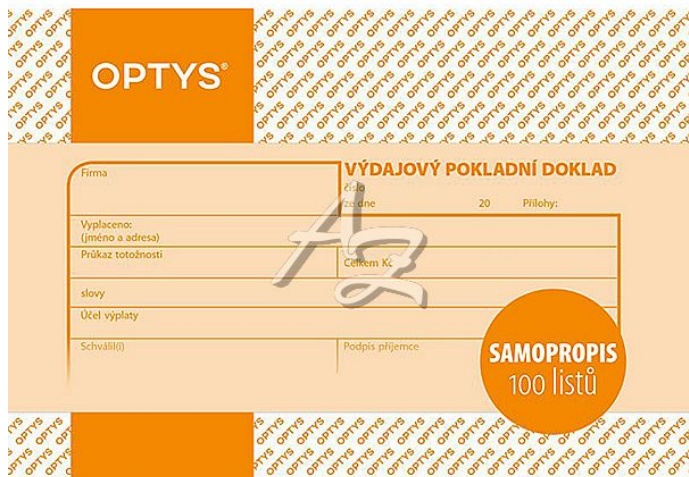 OPTYS®
Firma
VÝDAJOVÝ POKLADNÍ DOKLAD
číslo
ze dne 20 Přílohy:
Vyplaceno:
(jméno a adresa)
Průkaz totožnosti
Celkem Kč
slovy
Účel výplaty
Schválil(i)
Podpis příjemce
SAMOPROPIS
100 listů
AZ